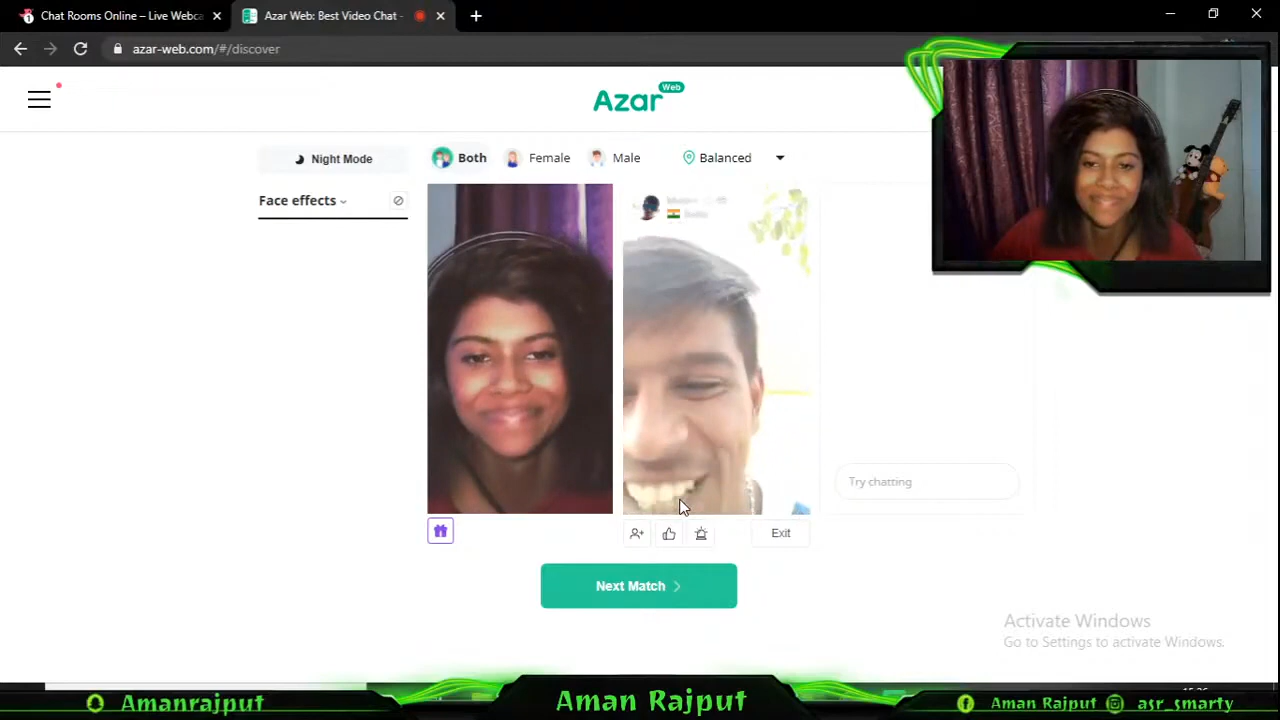 Chat Rooms Online – Live Webca
Azar Web: Best Video Chat -
azar-web.com/#/discover
Azar Web
Night Mode
Both
Female
Male
Balanced
Face effects
Try chatting
Exit
Next Match
Activate Windows
Go to Settings to activate Windows.
Amanrajput
Aman Rajput
Aman Rajput
asr_smarty